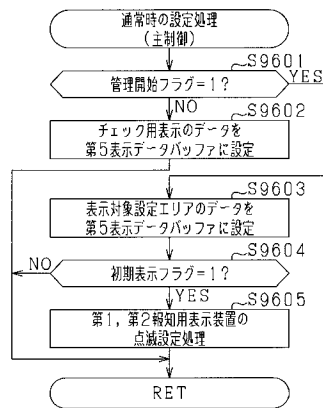 通常時の設定処理
(主制御)
S9601
管理開始フラグ=1?
YES
NO
S9602
チェック用表示のデータを
第5表示データバッファに設定
S9603
表示対象設定エリアのデータを
第5表示データバッファに設定
S9604
NO
初期表示フラグ=1?
YES
S9605
第1,第2報知用表示装置の
点滅設定処理
RET